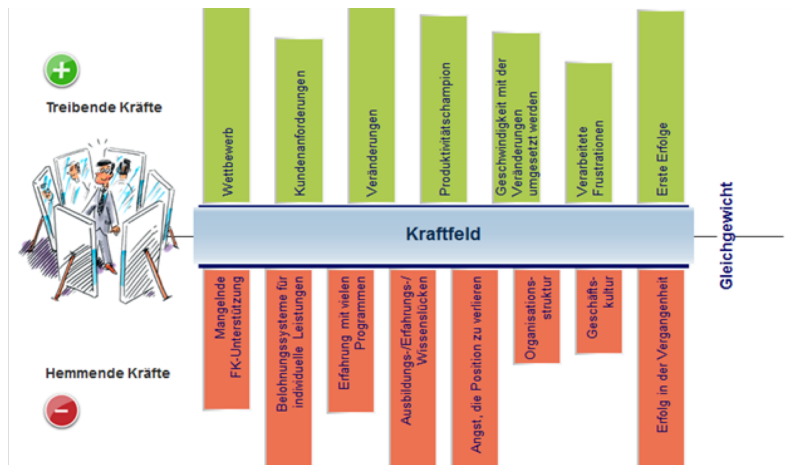 Treibende Kräfte
Wettbewerb
Kundenanforderungen
Veränderungen
Produktivitätschampion
Geschwindigkeit mit der
Veränderungen
umgesetzt werden
Verarbeitete
Frustrationen
Erste Erfolge
Kraftfeld
Gleichgewicht
Mangelnde
FK-Unterstützung
Belohnungssysteme für
individuelle Leistungen
Erfahrung mit vielen
Programmen
Ausbildungs-/Erfahrungs-/
Wissenslücken
Angst, die Position zu verlieren
Organisations-
struktur
Geschäfts-
kultur
Erfolg in der Vergangenheit
Hemmende Kräfte